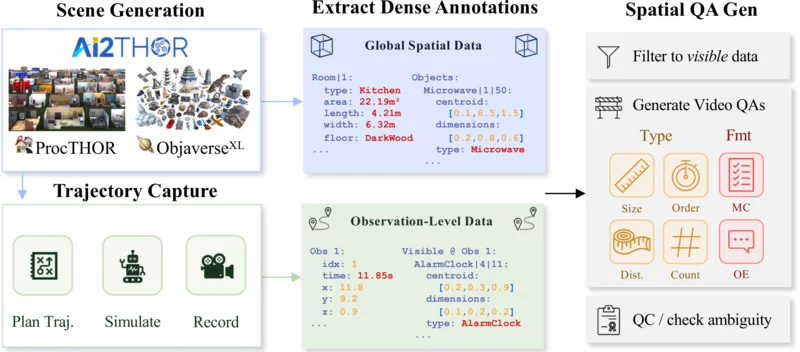 Scene Generation
Ai2THOR
ProcTHOR
ObjaverseXL
Trajectory Capture
Plan Traj.
Simulate
Record
Extract Dense Annotations
Global Spatial Data
Room|1:
type: Kitchen
area: 22.19m²
length: 4.21m
width: 6.32m
floor: DarkWood
...
Objects:
Microwave|1|50:
centroid:
[0.1,6.5,1.5]
dimensions:
[0.2,0.8,0.6]
type: Microwave
...
Observation-Level Data
Obs 1:
idx: 1
time: 11.85s
x: 11.8
y: 9.2
z: 0.9
...
Visible @ Obs 1:
AlarmClock|4|11:
centroid:
[0.2,0.3,0.9]
dimensions:
[0.1,0.2,0.2]
type: AlarmClock
...
Spatial QA Gen
Filter to visible data
Generate Video QAs
Type
Fmt
Size
Order
MC
Dist.
Count
OE
QC / check ambiguity